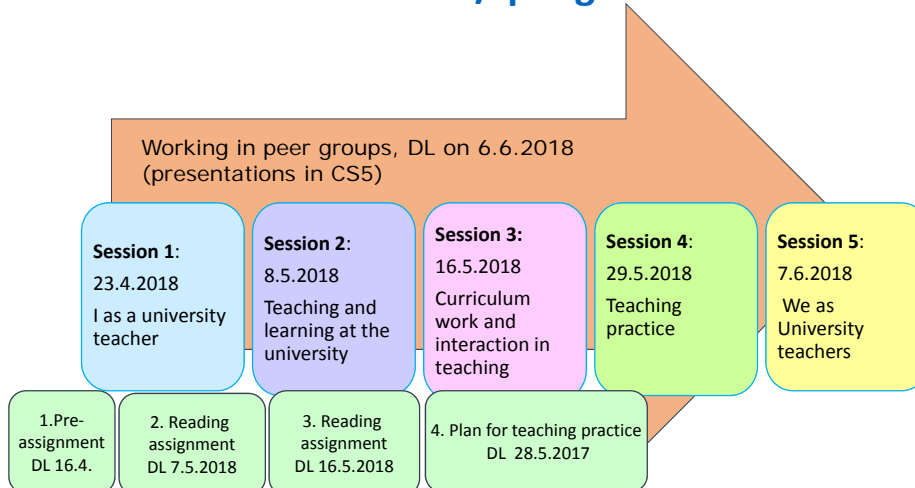 Working in peer groups, DL on 6.6.2018
(presentations in CS5)
Session 1:
23.4.2018
I as a university
teacher
Session 2:
8.5.2018
Teaching and
learning at the
university
Session 3:
16.5.2018
Curriculum
work and
interaction in
teaching
Session 4:
29.5.2018
Teaching
practice
Session 5:
7.6.2018
We as
University
teachers
1.Pre-
assignment
DL 16.4.
2. Reading
assignment
DL 7.5.2018
3. Reading
assignment
DL 16.5.2018
4. Plan for teaching practice
DL 28.5.2017